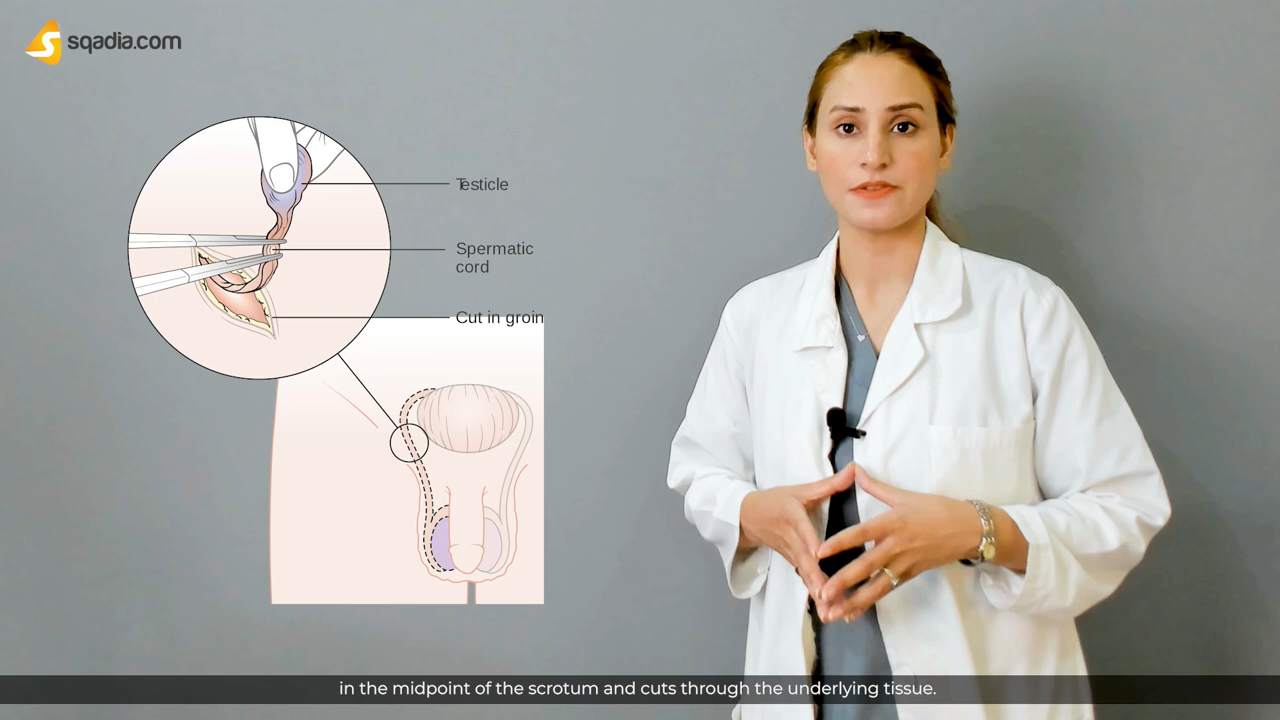 sqadia.com
Testicle
Spermatic
cord
Cut in groin
in the midpoint of the scrotum and cuts through the underlying tissue.